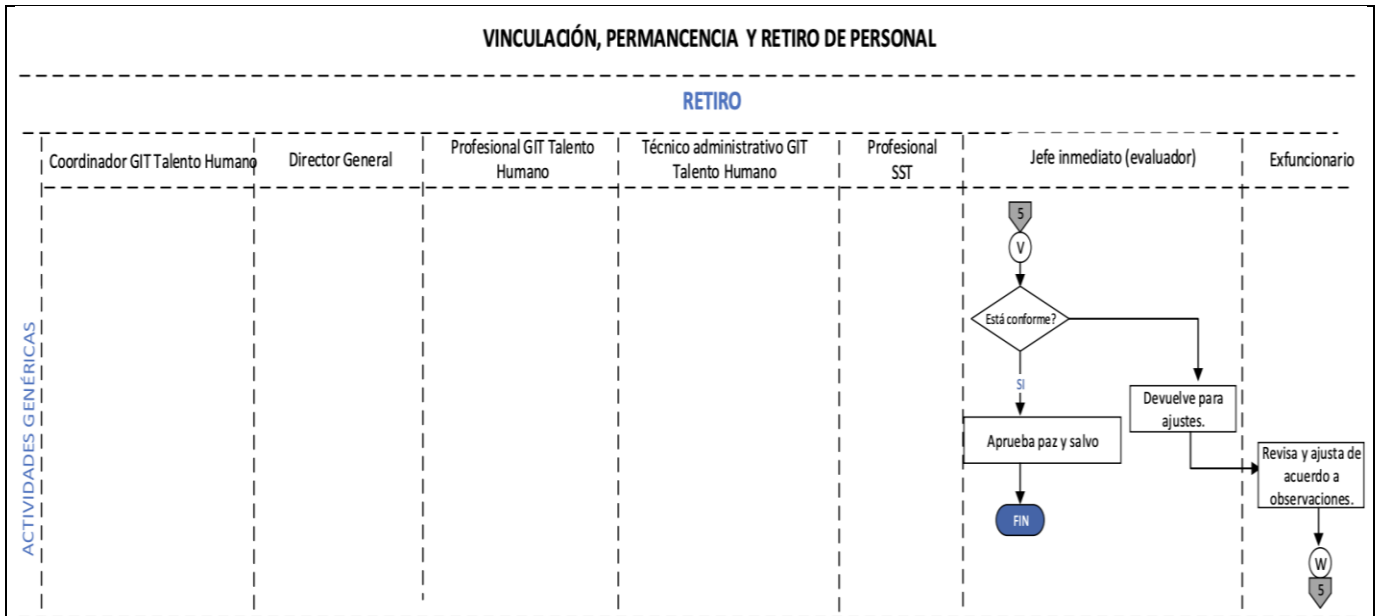 VINCULACIÓN, PERMANCENCIA Y RETIRO DE PERSONAL
RETIRO
Coordinador GIT Talento Humano
Director General
Profesional GIT Talento
Humano
Técnico administrativo GIT
Talento Humano
Profesional
SST
Jefe inmediato (evaluador)
Exfuncionario
ACTIVIDADES GENÉRICAS
5
V
Está conforme?
SI
Devuelve para
ajustes.
Aprueba paz y salvo
Revisa y ajusta de
acuerdo a
observaciones.
FIN
W
5